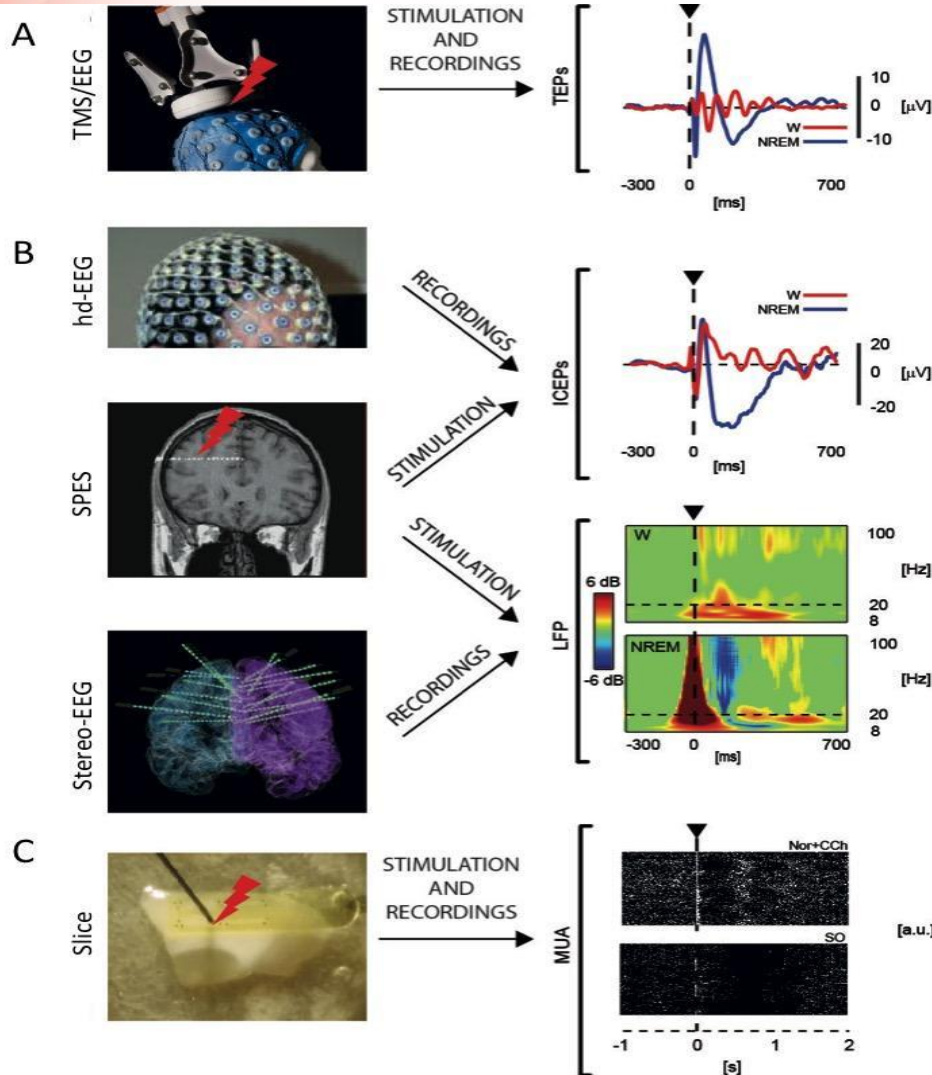 A
TMS/EEG
STIMULATION
AND
RECORDINGS
TEPs
W
NREM
10
0
-10
[μV]
-300
0
700
[ms]
B
hd-EEG
RECORDINGS
SPES
STIMULATION
ICEPs
W
NREM
20
0
-20
[μV]
-300
0
700
[ms]
STIMULATION
Stereo-EEG
RECORDINGS
LFP
6 dB
-6 dB
W
100
[Hz]
20
8
NREM
100
[Hz]
20
8
-300
0
700
[ms]
C
Slice
STIMULATION
AND
RECORDINGS
MUA
Nor+CCh
SO
[a.u.]
-1
0
1
2
[s]